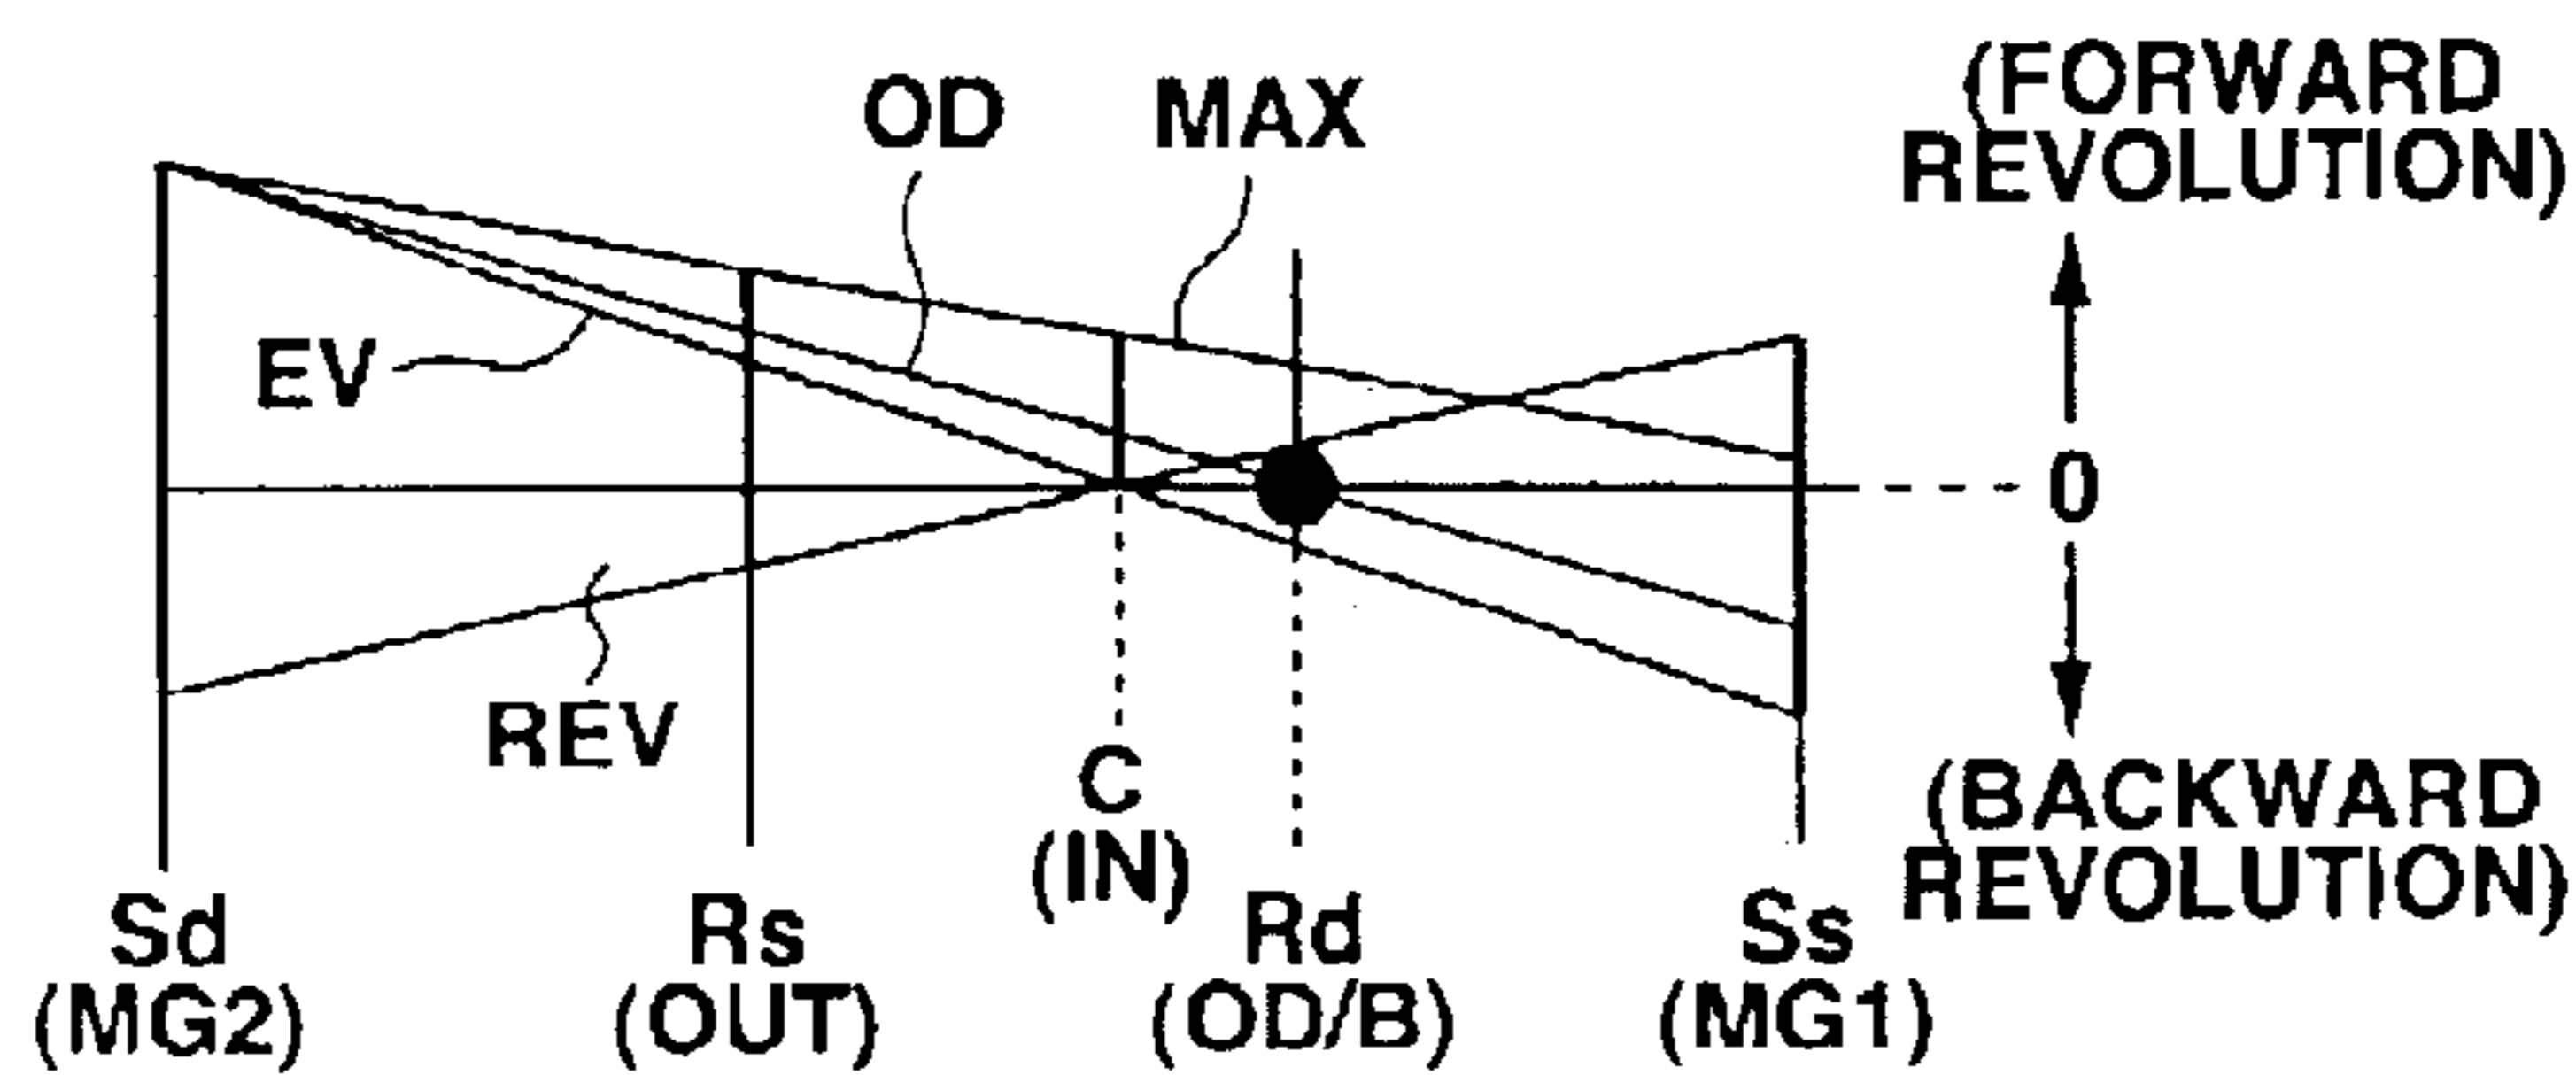 OD
MAX
(FORWARD
REVOLUTION)
EV
0
REV
C
(IN)
(BACKWARD
REVOLUTION)
Sd
(MG2)
Rs
(OUT)
Rd
(OD/B)
Ss
(MG1)